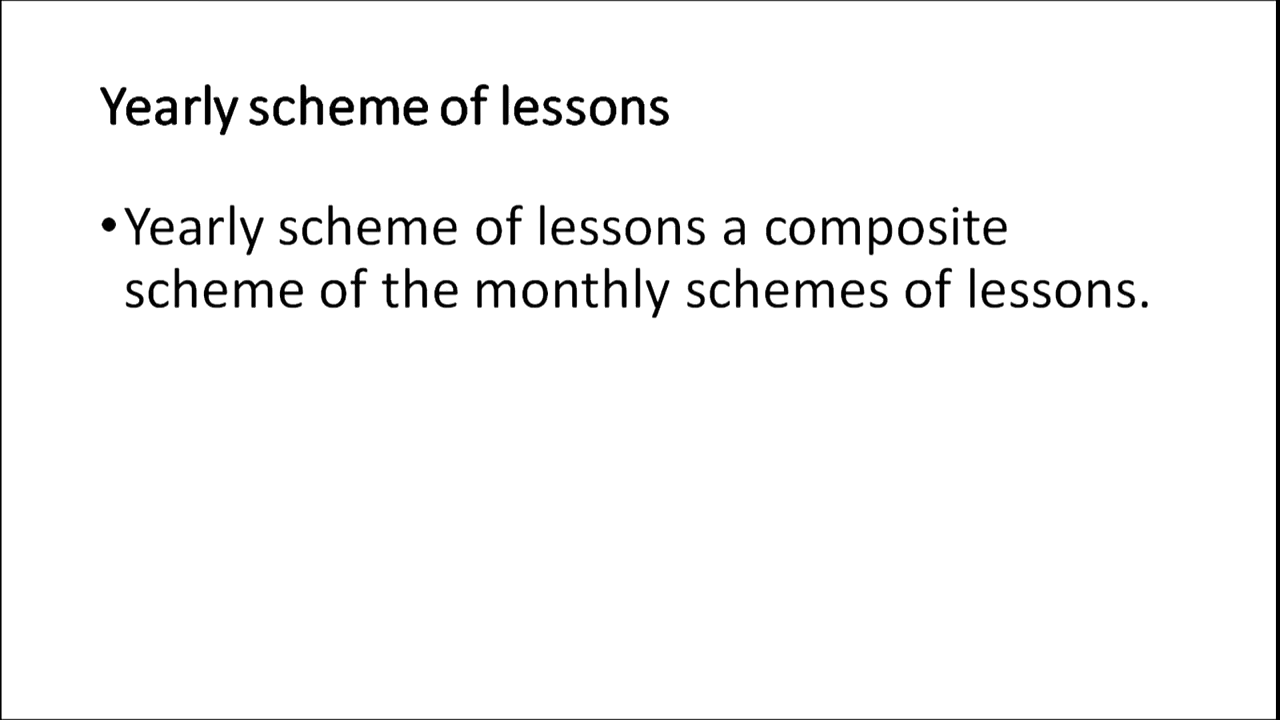 Yearly scheme of lessons
•Yearly scheme of lessons a composite
scheme of the monthly schemes of lessons.